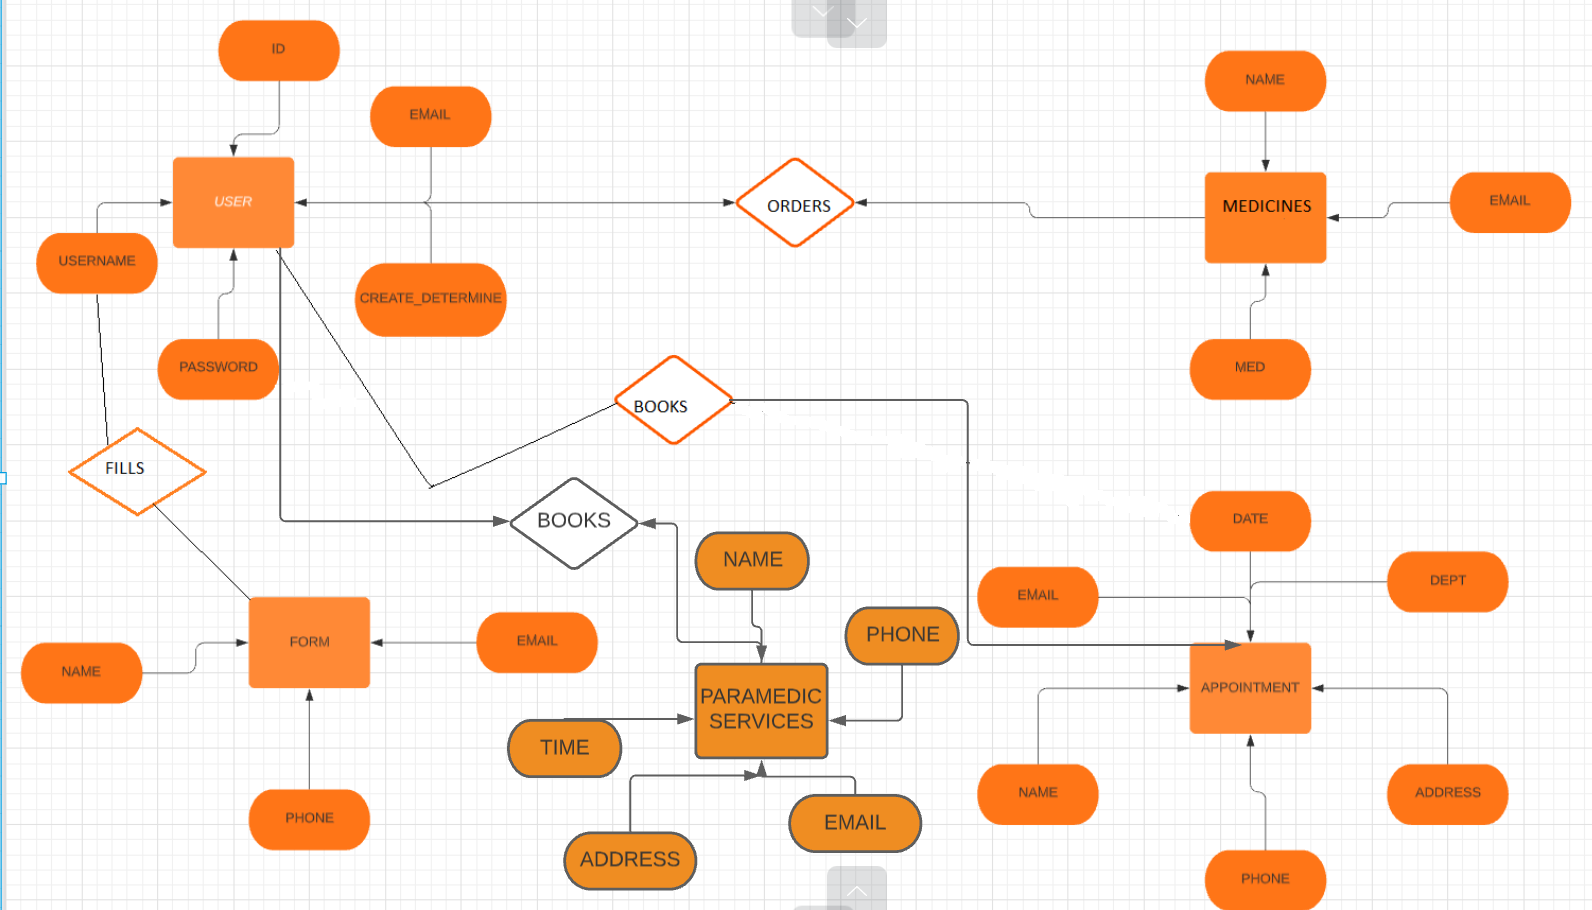 ID
EMAIL
NAME
USER
ORDERS
MEDICINES
EMAIL
USERNAME
CREATE_DETERMINE
PASSWORD
MED
BOOKS
FILLS
BOOKS
DATE
NAME
EMAIL
DEPT
FORM
EMAIL
PHONE
NAME
PARAMEDIC
SERVICES
APPOINTMENT
TIME
NAME
ADDRESS
PHONE
EMAIL
ADDRESS
PHONE